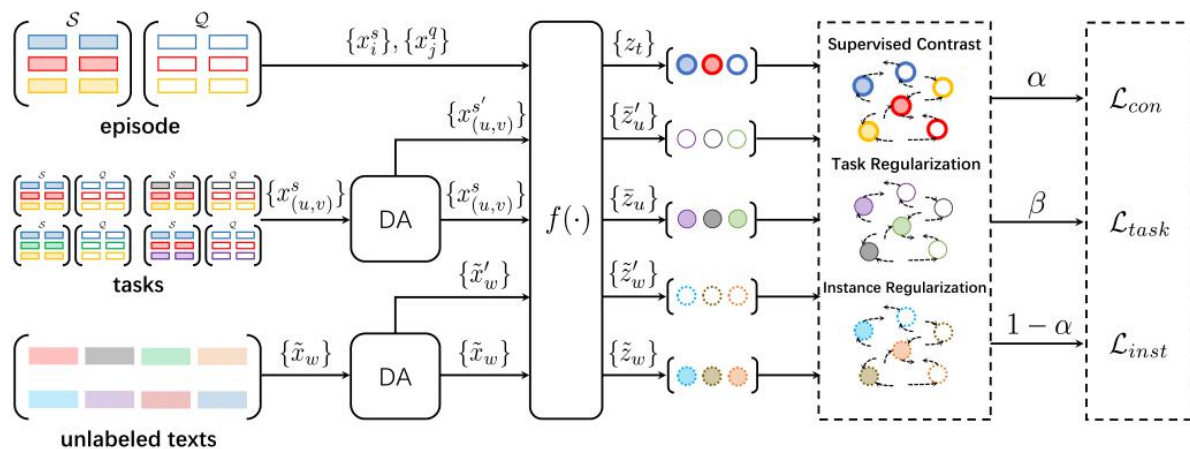 S Q
episode
{x_i^s}, {x_j^q}
{z_t}
Supervised Contrast
α
L_con
{x_{(u,v)}^{s'}}
{z̄'_u}
S Q S Q
S Q S Q
tasks
{x_{(u,v)}^s}
DA
{x_{(u,v)}^s}
f(·)
{z̄_u}
Task Regularization
β
L_task
{x̃'_w}
{z̃'_w}
Instance Regularization
unlabeled texts
{x̃_w}
DA
{x̃_w}
{z̃_w}
1 − α
L_inst